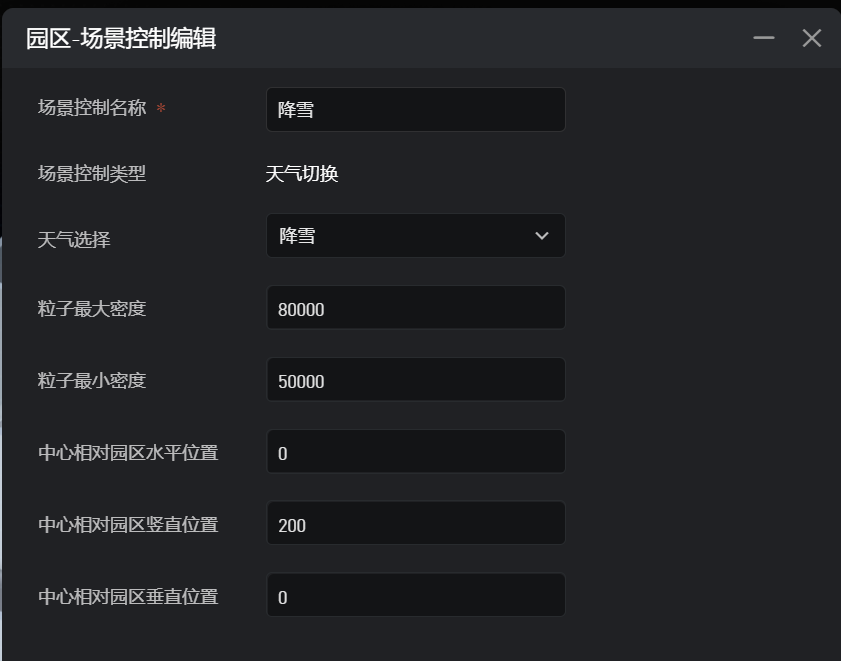 园区-场景控制编辑
场景控制名称 *
降雪
场景控制类型
天气切换
天气选择
降雪
粒子最大密度
80000
粒子最小密度
50000
中心相对园区水平位置
0
中心相对园区竖直位置
200
中心相对园区垂直位置
0